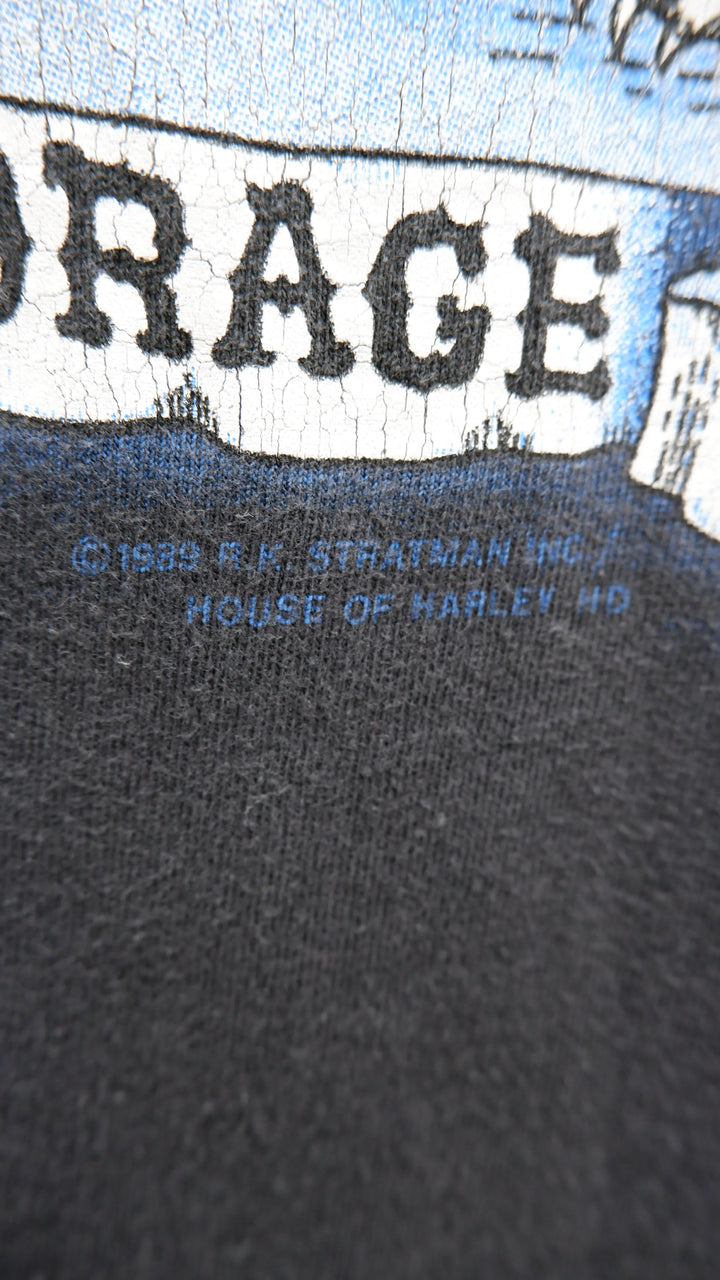 ORAGE
©1989 R.K. STRATMAN INC./
HOUSE OF HARLEY HD